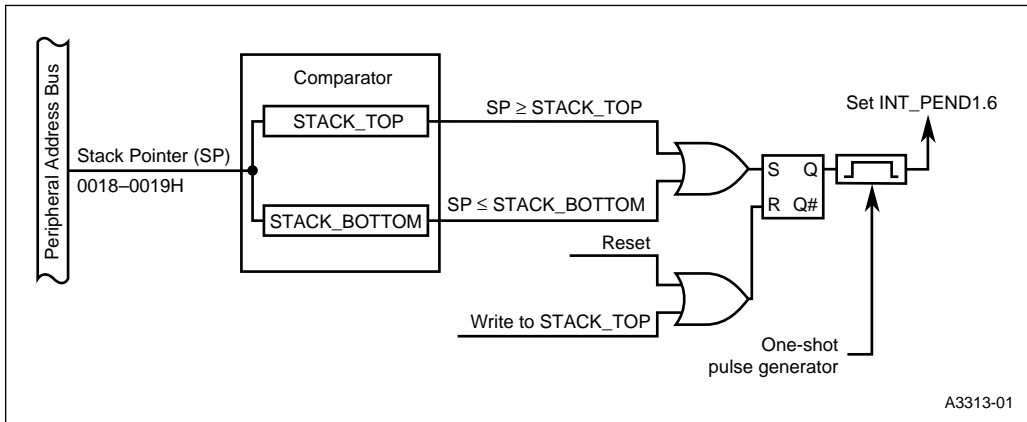 Peripheral Address Bus
Stack Pointer (SP)
0018–0019H
Comparator
STACK_TOP
STACK_BOTTOM
SP ≥ STACK_TOP
SP ≤ STACK_BOTTOM
Reset
Write to STACK_TOP
S Q
R Q#
Set INT_PEND1.6
One-shot
pulse generator
A3313-01